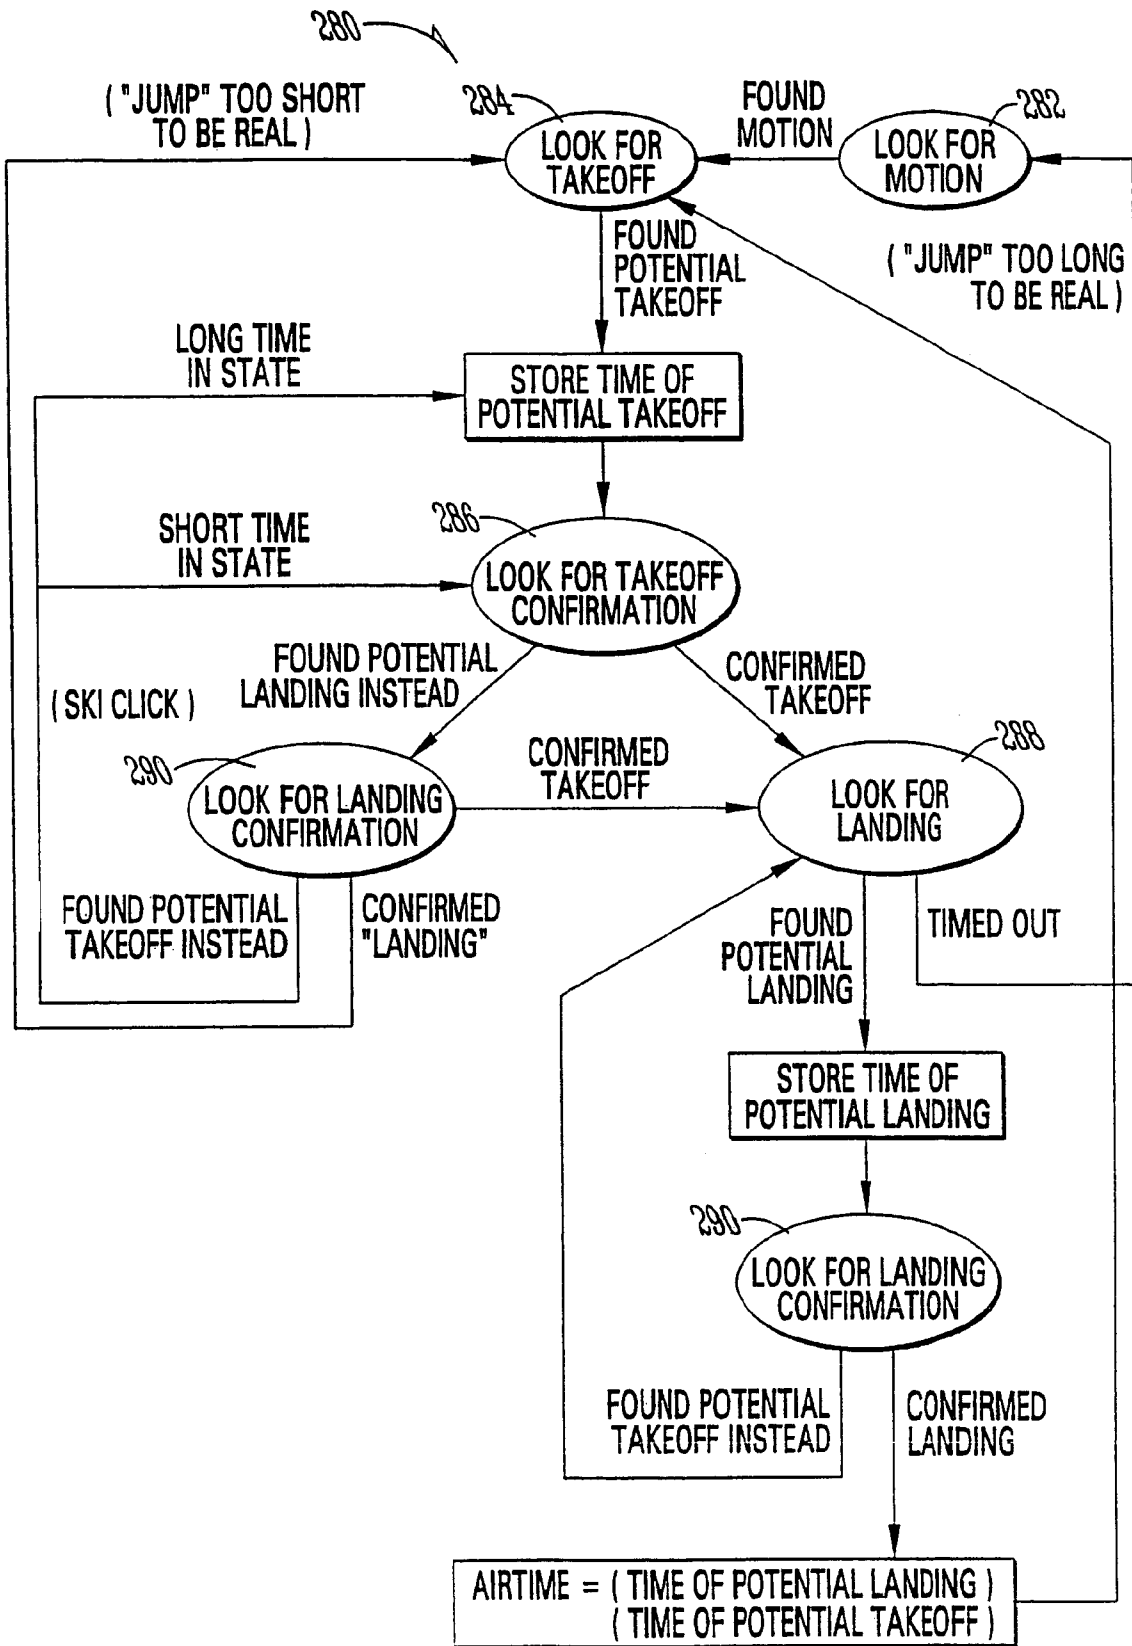 280
( "JUMP" TOO SHORT
TO BE REAL )
284
LOOK FOR
TAKEOFF
FOUND
MOTION
282
LOOK FOR
MOTION
FOUND
POTENTIAL
TAKEOFF
( "JUMP" TOO LONG
TO BE REAL )
LONG TIME
IN STATE
STORE TIME OF
POTENTIAL TAKEOFF
286
SHORT TIME
IN STATE
LOOK FOR TAKEOFF
CONFIRMATION
FOUND POTENTIAL
LANDING INSTEAD
CONFIRMED
TAKEOFF
( SKI CLICK )
290
LOOK FOR LANDING
CONFIRMATION
CONFIRMED
TAKEOFF
288
LOOK FOR
LANDING
FOUND POTENTIAL
TAKEOFF INSTEAD
CONFIRMED
"LANDING"
FOUND
POTENTIAL
LANDING
TIMED OUT
STORE TIME OF
POTENTIAL LANDING
290
LOOK FOR LANDING
CONFIRMATION
FOUND POTENTIAL
TAKEOFF INSTEAD
CONFIRMED
LANDING
AIRTIME = ( TIME OF POTENTIAL LANDING )
( TIME OF POTENTIAL TAKEOFF )